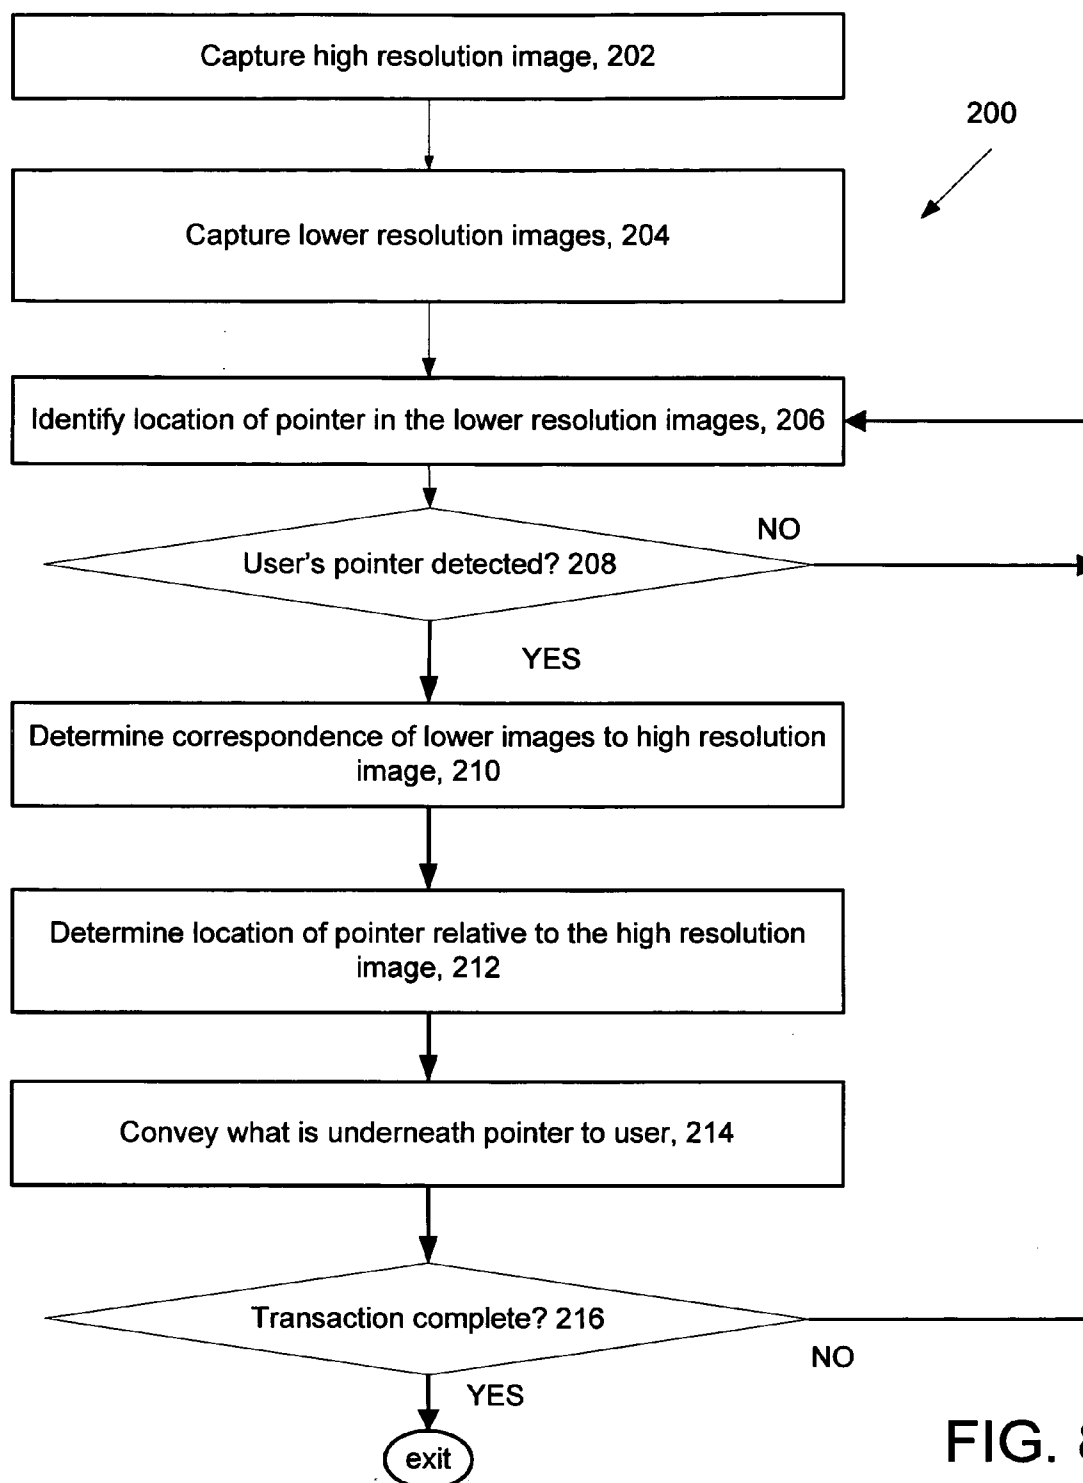 Capture high resolution image, 202
200
Capture lower resolution images, 204
Identify location of pointer in the lower resolution images, 206
NO
User's pointer detected? 208
YES
Determine correspondence of lower images to high resolution
image, 210
Determine location of pointer relative to the high resolution
image, 212
Convey what is underneath pointer to user, 214
Transaction complete? 216
NO
YES
exit
FIG. 8